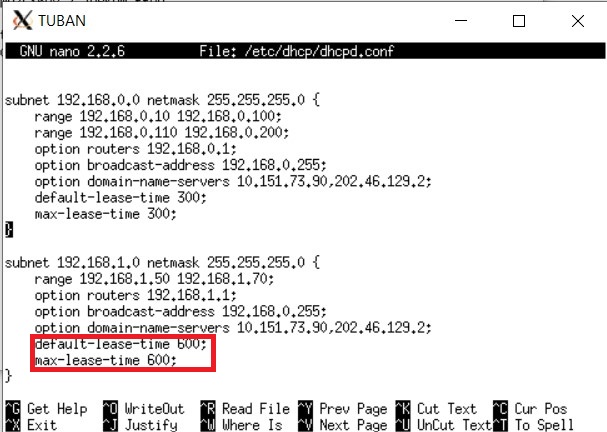 TUBAN
GNU nano 2.2.6 File: /etc/dhcp/dhcpd.conf
subnet 192.168.0.0 netmask 255.255.255.0 {
range 192.168.0.10 192.168.0.100;
range 192.168.0.110 192.168.0.200;
option routers 192.168.0.1;
option broadcast-address 192.168.0.255;
option domain-name-servers 10.151.73.90,202.46.129.2;
default-lease-time 300;
max-lease-time 300;
}
subnet 192.168.1.0 netmask 255.255.255.0 {
range 192.168.1.50 192.168.1.70;
option routers 192.168.1.1;
option broadcast-address 192.168.0.255;
option domain-name-servers 10.151.73.90,202.46.129.2;
default-lease-time 600;
max-lease-time 600;
}
^G Get Help ^O WriteOut ^R Read File ^Y Prev Page ^K Cut Text ^C Cur Pos
^X Exit ^J Justify ^W Where Is ^V Next Page ^U UnCut Text ^T To Spell